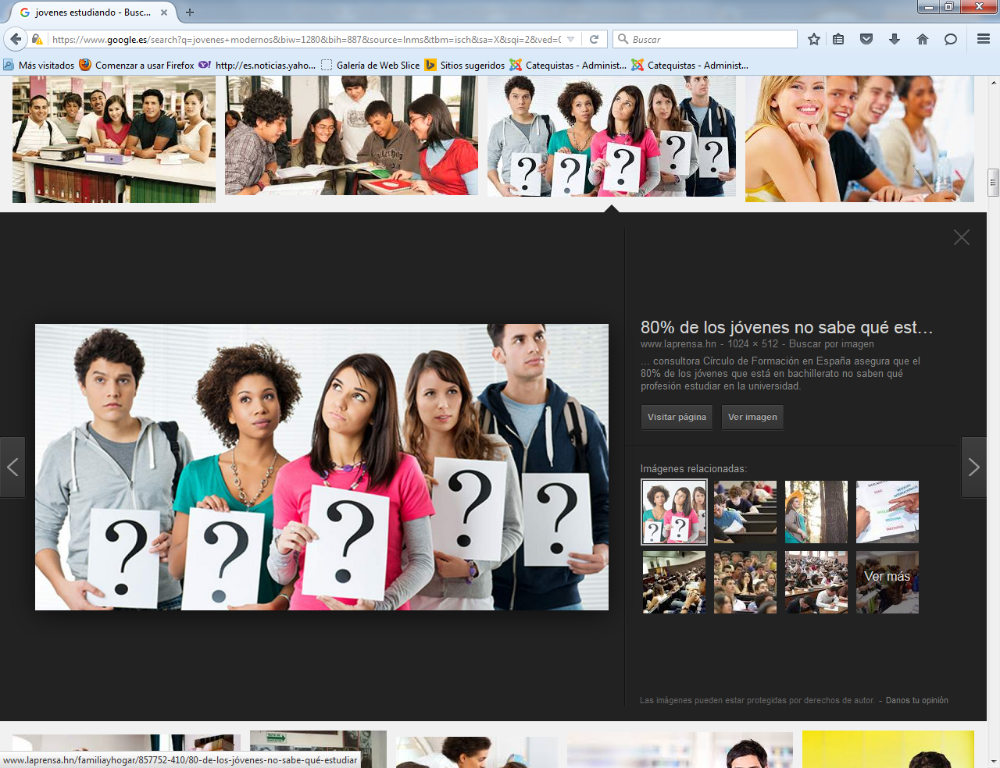 jovenes estudiando - Busc...
https://www.google.es/search?q=jovenes+modernos&biw=1280&bih=887&source=lnms&tbm=isch&sa=X&sqi=2&ved=0
Buscar
Más visitados
Comenzar a usar Firefox
http://es.noticias.yaho...
Galería de Web Slice
Sitios sugeridos
Catequistas - Administ...
Catequistas - Administ...
? ? ? ? ?
80% de los jóvenes no sabe qué est...
www.laprensa.hn - 1024 × 512 - Buscar por imagen
... consultora Círculo de Formación en España asegura que el
80% de los jóvenes que está en bachillerato no saben qué
profesión estudiar en la universidad.
Visitar página
Ver imagen
? ? ? ? ?
Imágenes relacionadas:
Ver más
Las imágenes pueden estar protegidas por derechos de autor. - Danos tu opinión
www.laprensa.hn/familiayhogar/857752-410/80-de-los-jóvenes-no-sabe-qué-estudiar